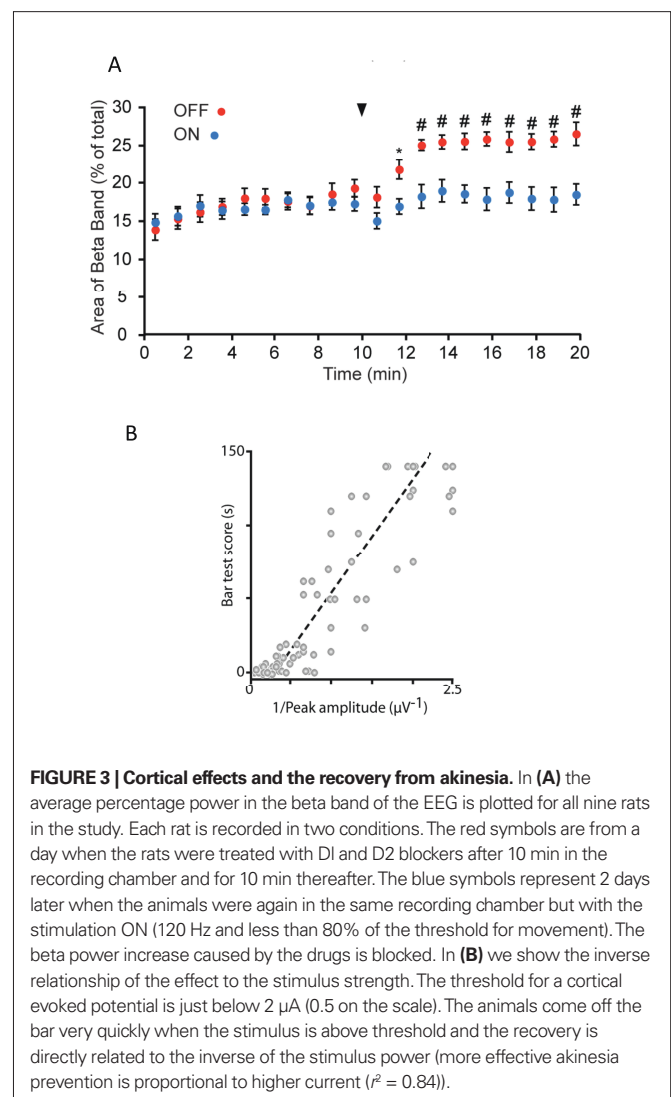 A
OFF
ON
Area of Beta Band (% of total)
30
25
20
15
10
5
0
*
# # # # # # # #
0 2 4 6 8 10 12 14 16 18 20
Time (min)
B
150
Bar test score (s)
0
0 2.5
1/Peak amplitude (µV-1)
FIGURE 3 | Cortical effects and the recovery from akinesia. In (A) the
average percentage power in the beta band of the EEG is plotted for all nine rats
in the study. Each rat is recorded in two conditions. The red symbols are from a
day when the rats were treated with DI and D2 blockers after 10 min in the
recording chamber and for 10 min thereafter. The blue symbols represent 2 days
later when the animals were again in the same recording chamber but with the
stimulation ON (120 Hz and less than 80% of the threshold for movement). The
beta power increase caused by the drugs is blocked. In (B) we show the inverse
relationship of the effect to the stimulus strength. The threshold for a cortical
evoked potential is just below 2 µA (0.5 on the scale). The animals come off the
bar very quickly when the stimulus is above threshold and the recovery is
directly related to the inverse of the stimulus power (more effective akinesia
prevention is proportional to higher current (r² = 0.84)).